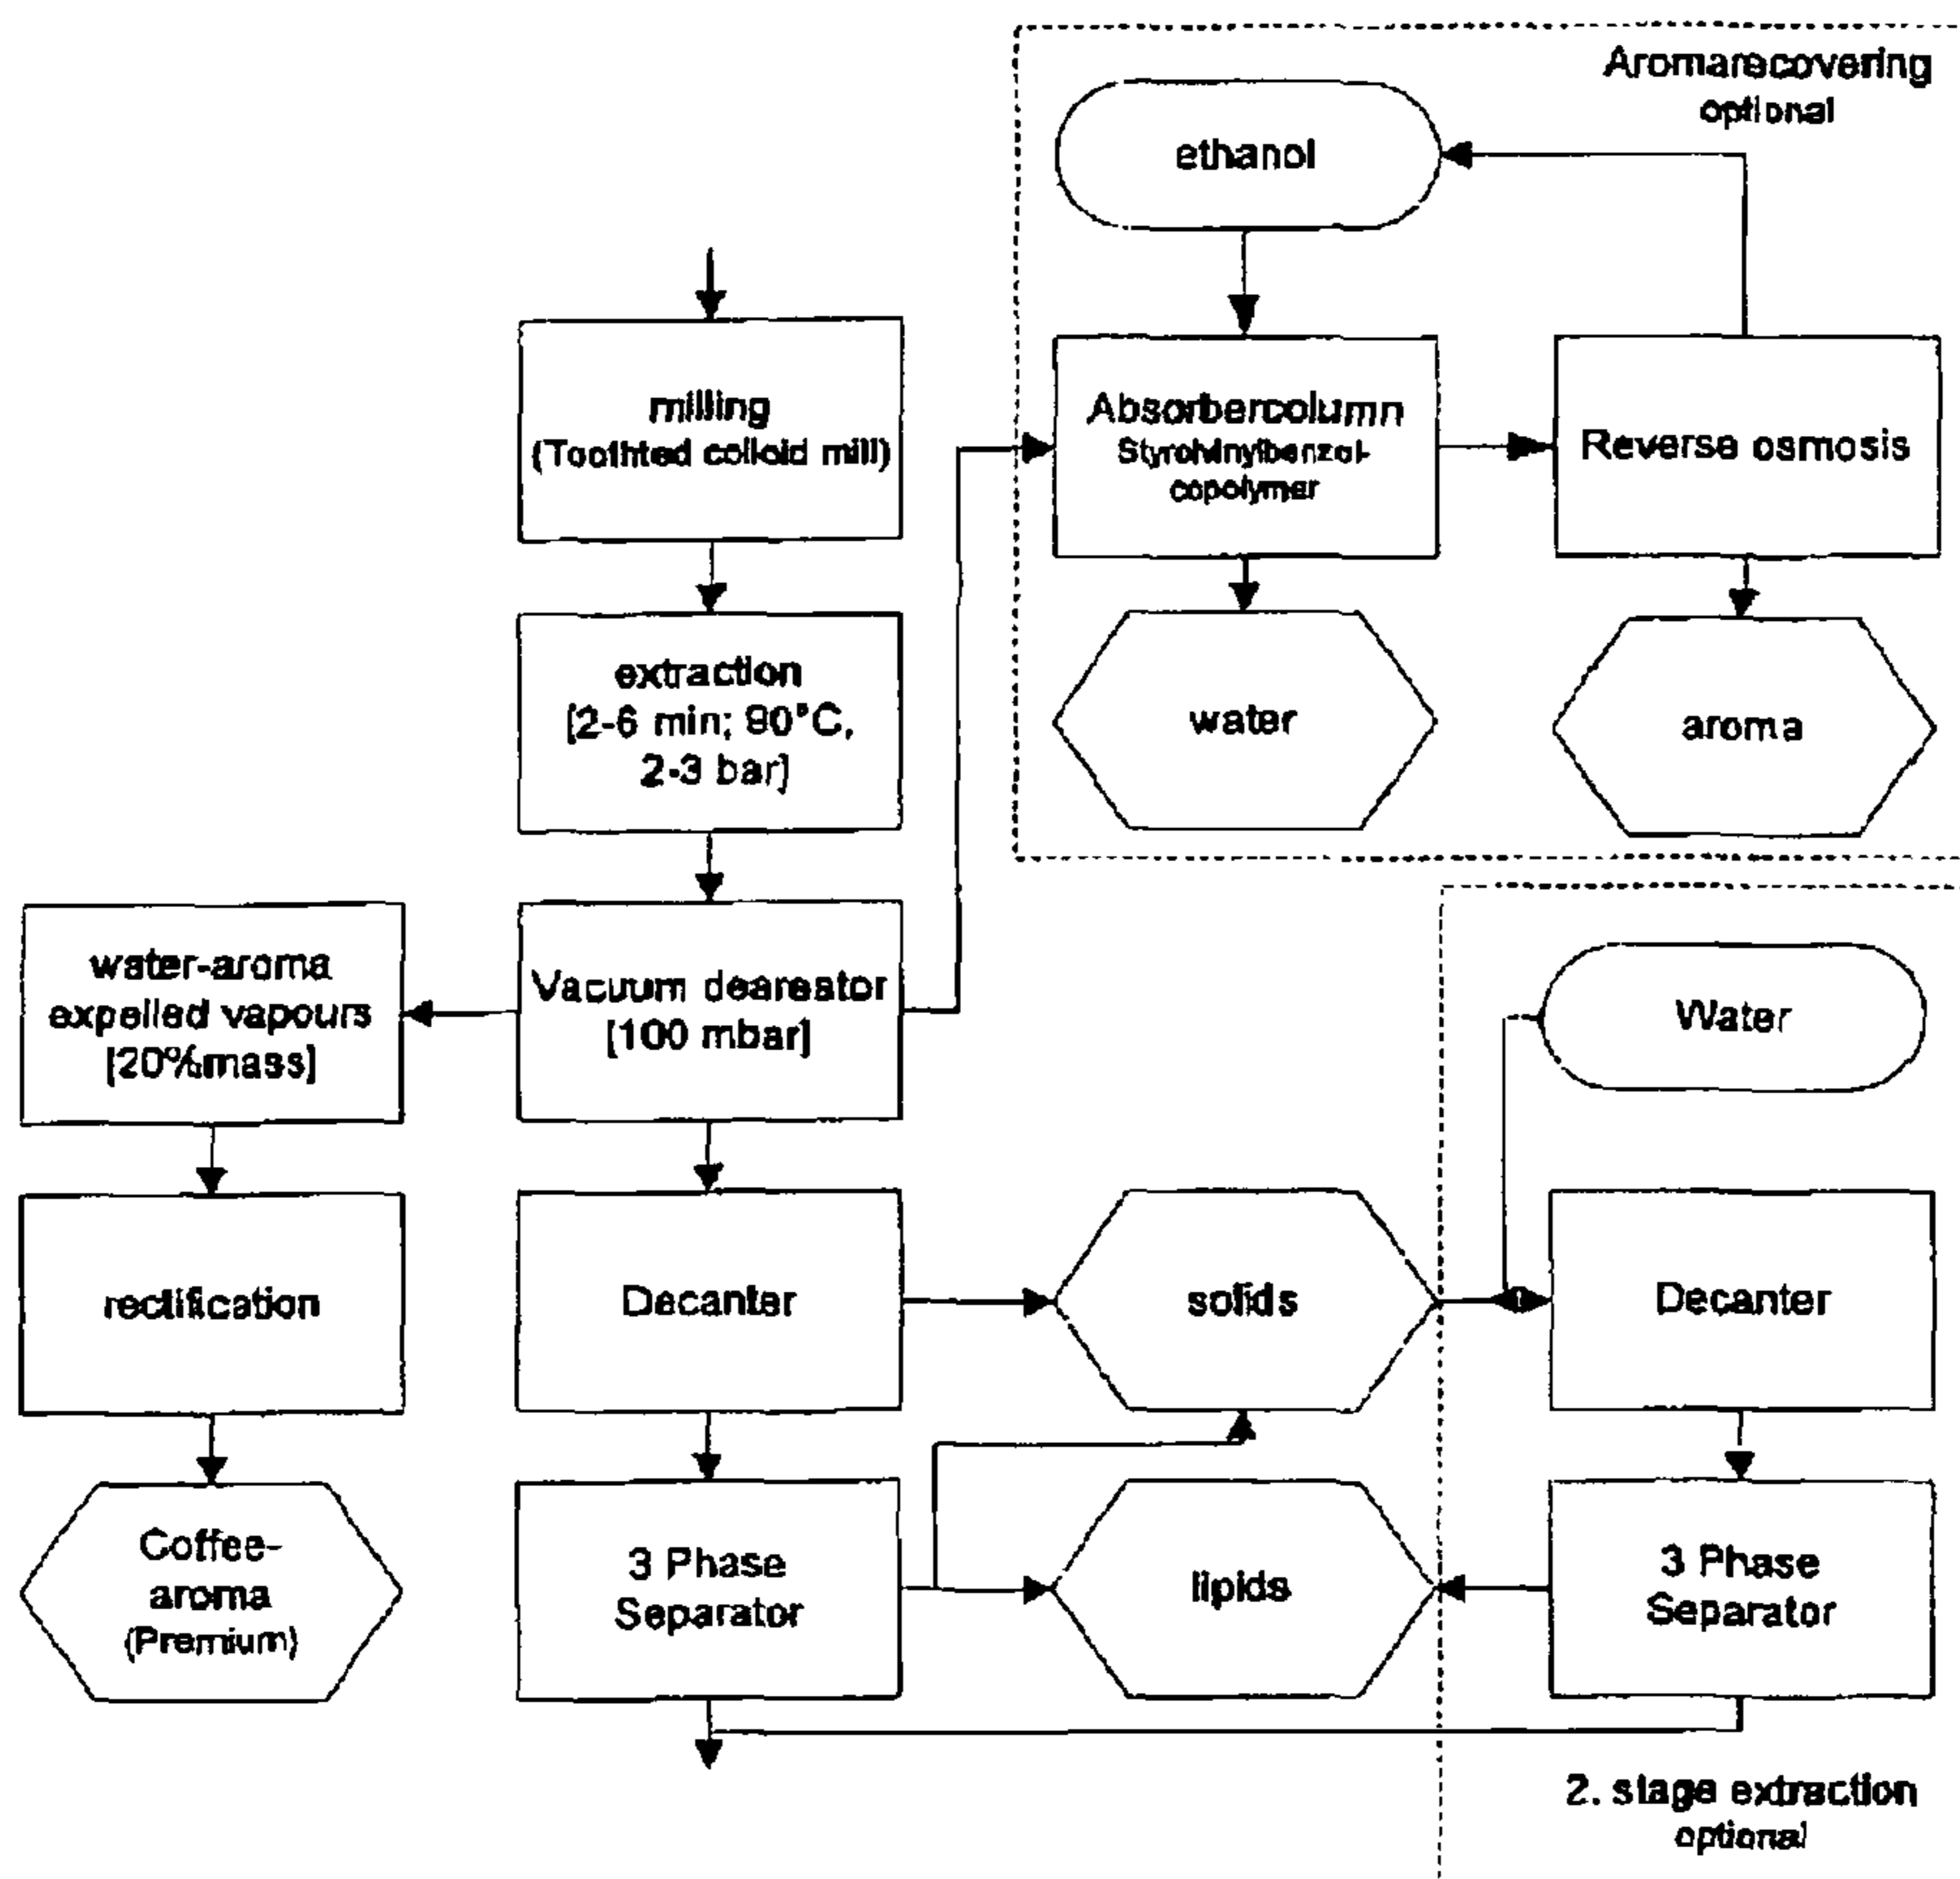 Aromarecovering
optional
ethanol
milling
(Toothted colloid mill)
Absorbercolumn
Styrolvinylbenzol-
copolymer
Reverse osmosis
extraction
[2-6 min; 90°C,
2-3 bar]
water
aroma
water-aroma
expelled vapours
[20%mass]
Vacuum deareator
[100 mbar]
Water
rectification
Decanter
solids
Decanter
Coffee-
aroma
(Premium)
3 Phase
Separator
lipids
3 Phase
Separator
2. stage extraction
optional